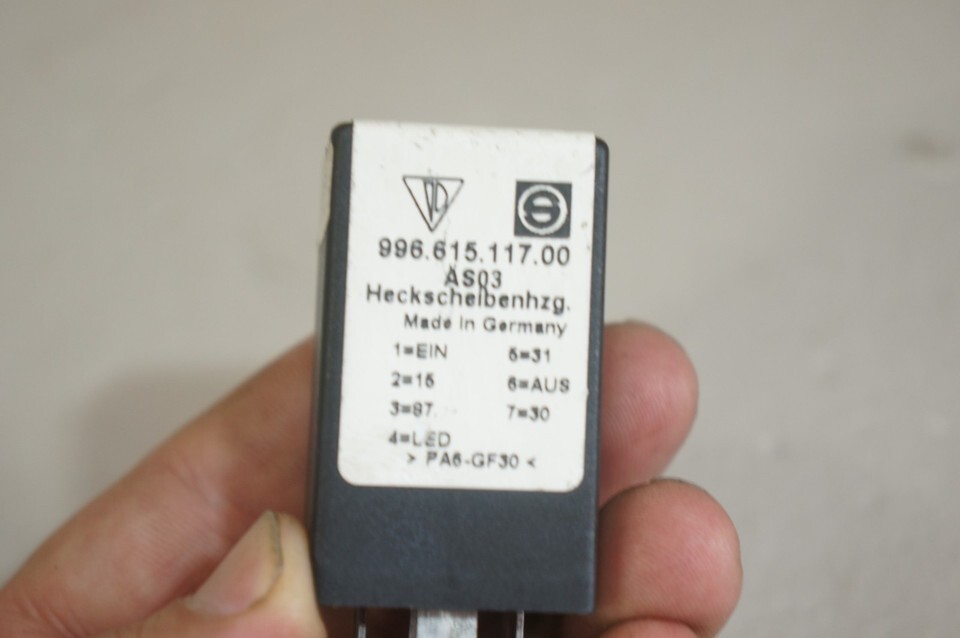 996.615.117.00
AS03
Heckscheibenhzg.
Made in Germany
1=EIN 5=31
2=15 6=AUS
3=87 7=30
4=LED
> PA6-GF30 <